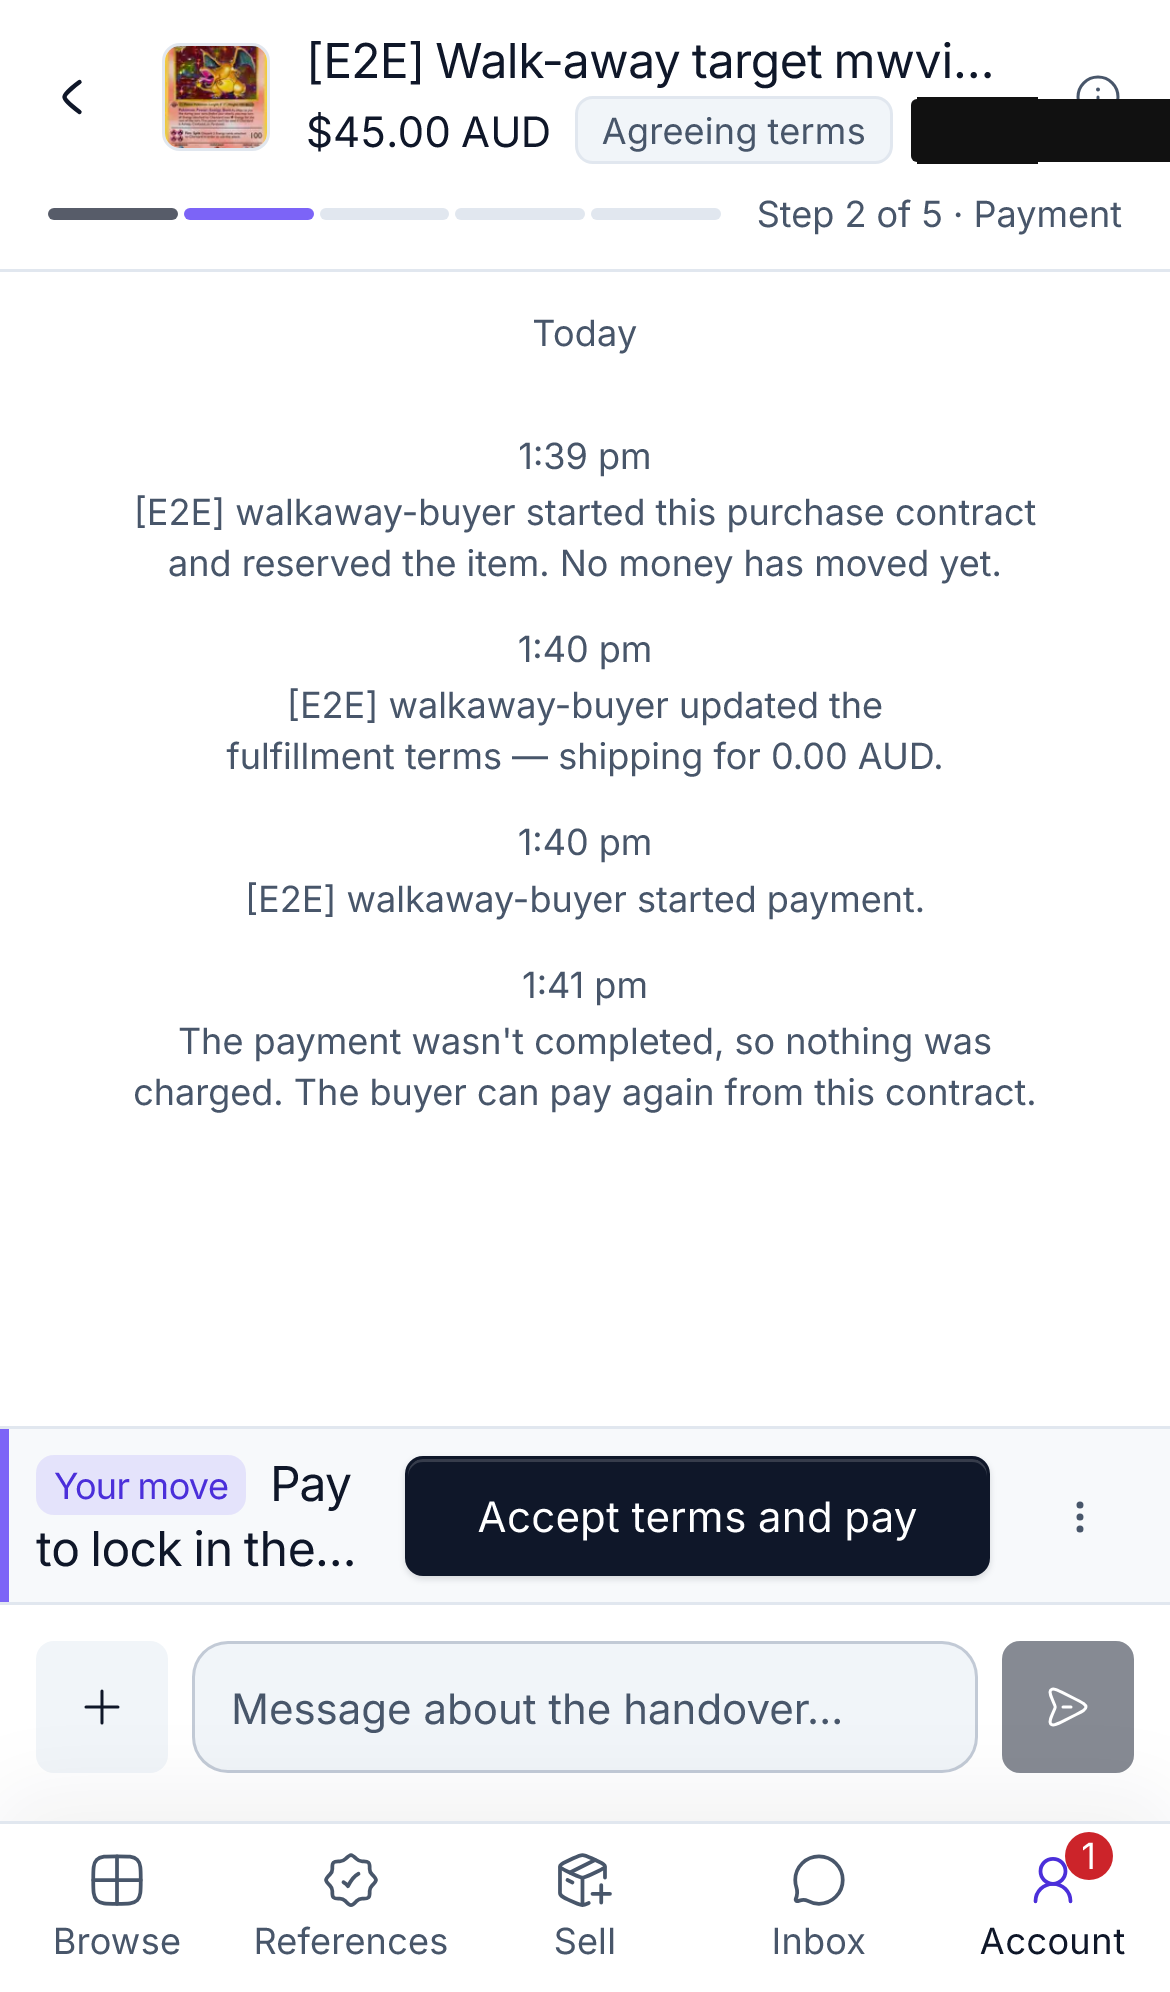 [E2E] Walk-away target mwvi...
$45.00 AUD
Agreeing terms
Step 2 of 5 · Payment
Today
1:39 pm
[E2E] walkaway-buyer started this purchase contract
and reserved the item. No money has moved yet.
1:40 pm
[E2E] walkaway-buyer updated the
fulfillment terms — shipping for 0.00 AUD.
1:40 pm
[E2E] walkaway-buyer started payment.
1:41 pm
The payment wasn't completed, so nothing was
charged. The buyer can pay again from this contract.
Your move Pay
to lock in the...
Accept terms and pay
Message about the handover...
1
Browse
References
Sell
Inbox
Account